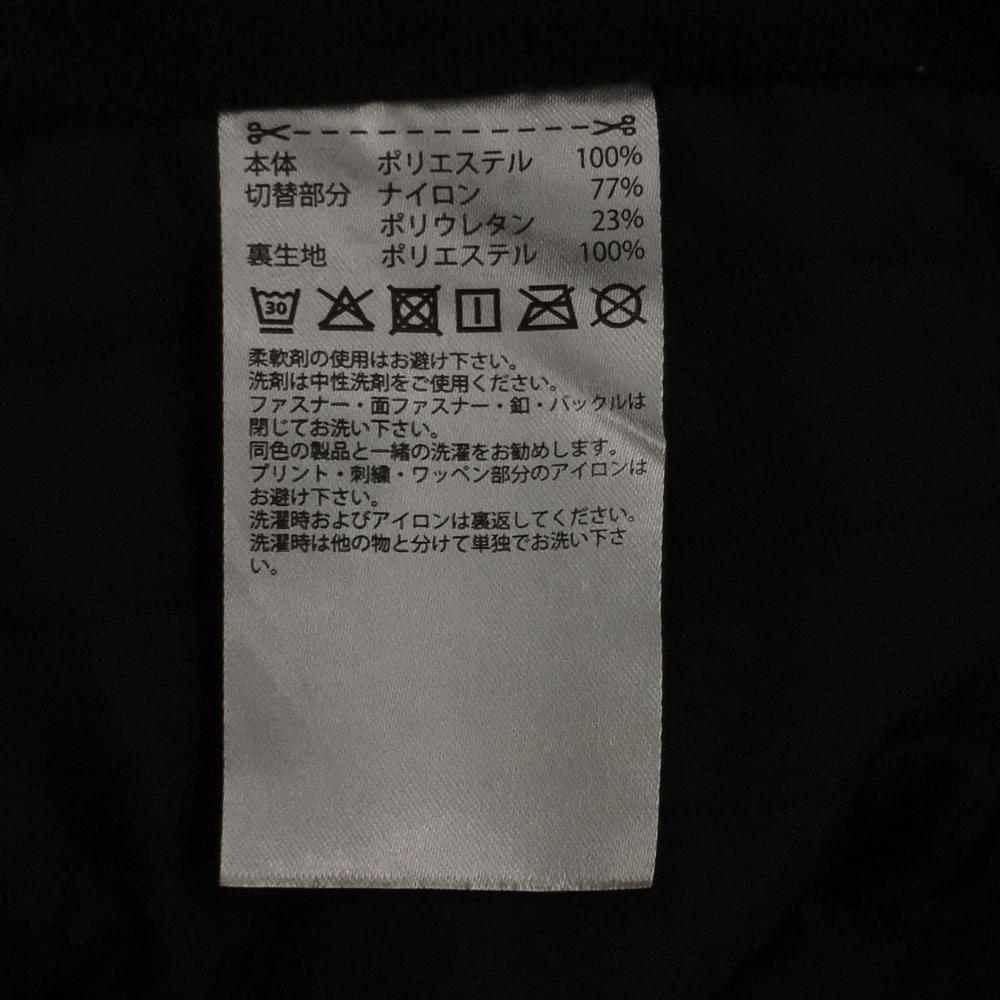 本体 ポリエステル 100%
切替部分 ナイロン 77%
ポリウレタン 23%
裏生地 ポリエステル 100%
30
柔軟剤の使用はお避け下さい。
洗剤は中性洗剤をご使用ください。
ファスナー・面ファスナー・釦・バックルは
閉じてお洗い下さい。
同色の製品と一緒の洗濯をお勧めします。
プリント・刺繍・ワッペン部分のアイロンは
お避け下さい。
洗濯時およびアイロンは裏返してください。
洗濯時は他の物と分けて単独でお洗い下さ
い。